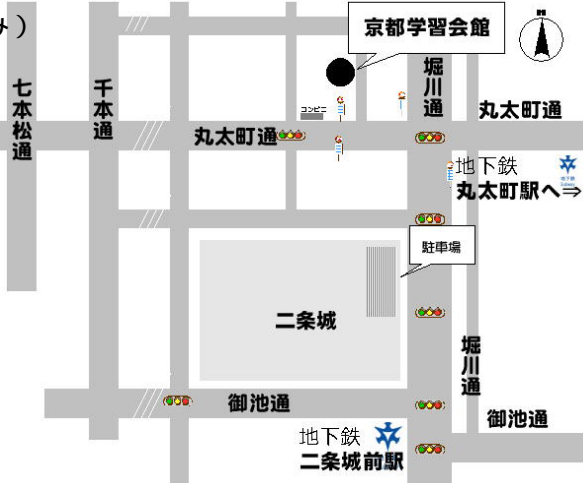 み）
京都学習会館
七本松通
千本通
堀川通
コンビニ
丸太町通
丸太町通
地下鉄
丸太町駅へ⇒
駐車場
二条城
堀川通
御池通
御池通
地下鉄
二条城前駅